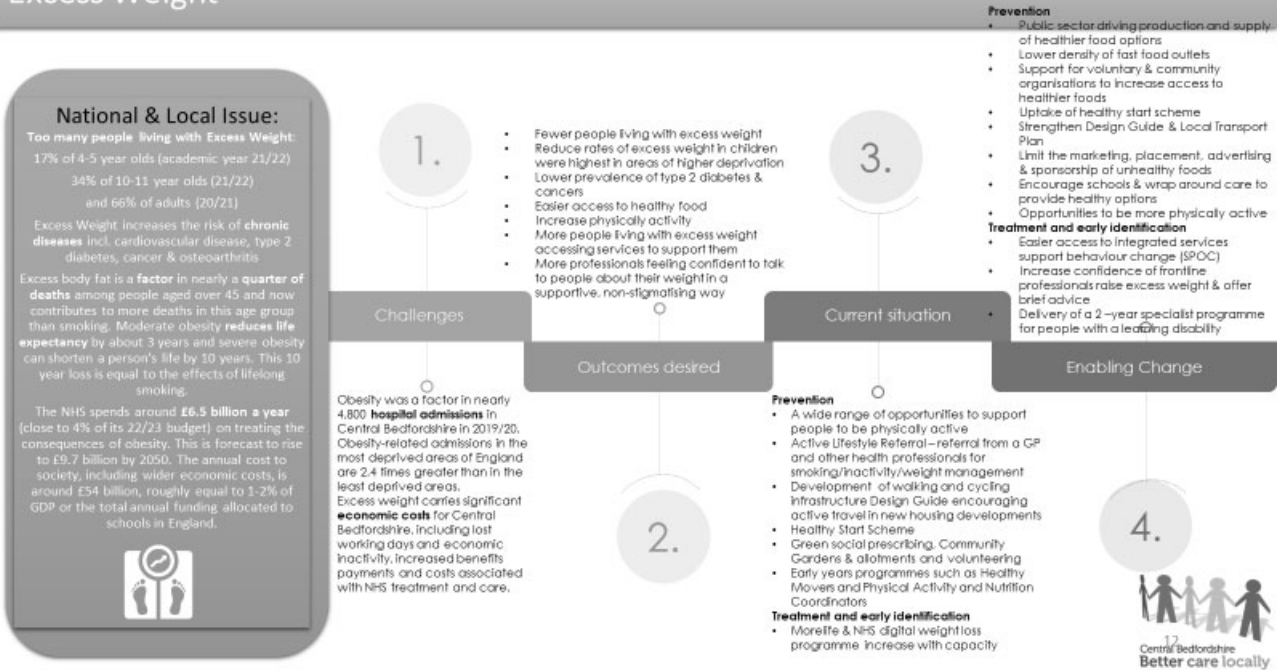 Excess Weight
National & Local Issue:
Too many people living with Excess Weight:
17% of 4-5 year olds (academic year 21/22)
34% of 10-11 year olds (21/22)
and 66% of adults (20/21)
Excess Weight increases the risk of chronic
diseases incl. cardiovascular disease, type 2
diabetes, cancer & osteoarthritis
Excess body fat is a factor in nearly a quarter of
deaths among people aged over 45 and now
contributes to more deaths in this age group
than smoking. Moderate obesity reduces life
expectancy by about 3 years and severe obesity
can shorten a person's life by 10 years. This 10
year loss is equal to the effects of lifelong
smoking.
The NHS spends around £6.5 billion a year
(close to 4% of its 22/23 budget) on treating the
consequences of obesity. This is forecast to rise
to £9.7 billion by 2050. The annual cost to
society, including wider economic costs, is
around £54 billion, roughly equal to 1-2% of
GDP or the total annual funding allocated to
schools in England.
1.
Challenges
Obesity was a factor in nearly
4,800 hospital admissions in
Central Bedfordshire in 2019/20.
Obesity-related admissions in the
most deprived areas of England
are 2.4 times greater than in the
least deprived areas.
Excess weight carries significant
economic costs for Central
Bedfordshire, including lost
working days and economic
inactivity, increased benefits
payments and costs associated
with NHS treatment and care.
• Fewer people living with excess weight
• Reduce rates of excess weight in children
were highest in areas of higher deprivation
• Lower prevalence of type 2 diabetes &
cancers
• Easier access to healthy food
• Increase physically activity
• More people living with excess weight
accessing services to support them
• More professionals feeling confident to talk
to people about their weight in a
supportive, non-stigmatising way
Outcomes desired
2.
3.
Current situation
Prevention
• A wide range of opportunities to support
people to be physically active
• Active Lifestyle Referral – referral from a GP
and other health professionals for
smoking/inactivity/weight management
• Development of walking and cycling
infrastructure Design Guide encouraging
active travel in new housing developments
• Healthy Start Scheme
• Green social prescribing, Community
Gardens & allotments and volunteering
• Early years programmes such as Healthy
Movers and Physical Activity and Nutrition
Coordinators
Treatment and early identification
• Morelife & NHS digital weight loss
programme increase with capacity
Prevention
• Public sector driving production and supply
of healthier food options
• Lower density of fast food outlets
• Support for voluntary & community
organisations to increase access to
healthier foods
• Uptake of healthy start scheme
• Strengthen Design Guide & Local Transport
Plan
• Limit the marketing, placement, advertising
& sponsorship of unhealthy foods
• Encourage schools & wrap around care to
provide healthy options
• Opportunities to be more physically active
Treatment and early identification
• Easier access to integrated services
support behaviour change (SPOC)
• Increase confidence of frontline
professionals raise excess weight & offer
brief advice
• Delivery of a 2 –year specialist programme
for people with a learning disability
Enabling Change
4.
12
Central Bedfordshire
Better care locally